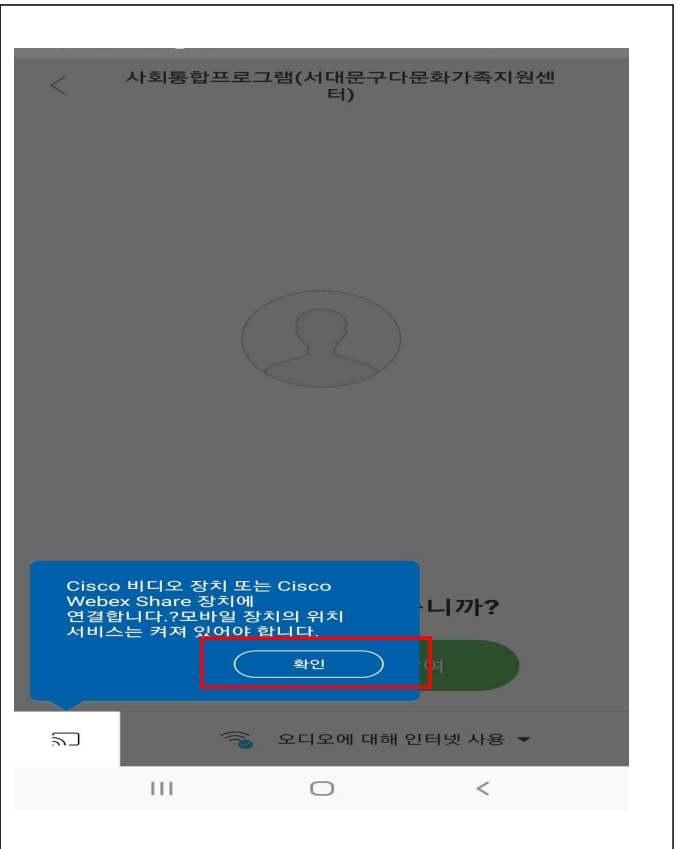 사회통합프로그램(서대문구다문화가족지원센
터)
Cisco 비디오 장치 또는 Cisco
Webex Share 장치에
연결합니다.?모바일 장치의 위치
서비스는 켜져 있어야 합니다.
니까?
확인
여
오디오에 대해 인터넷 사용